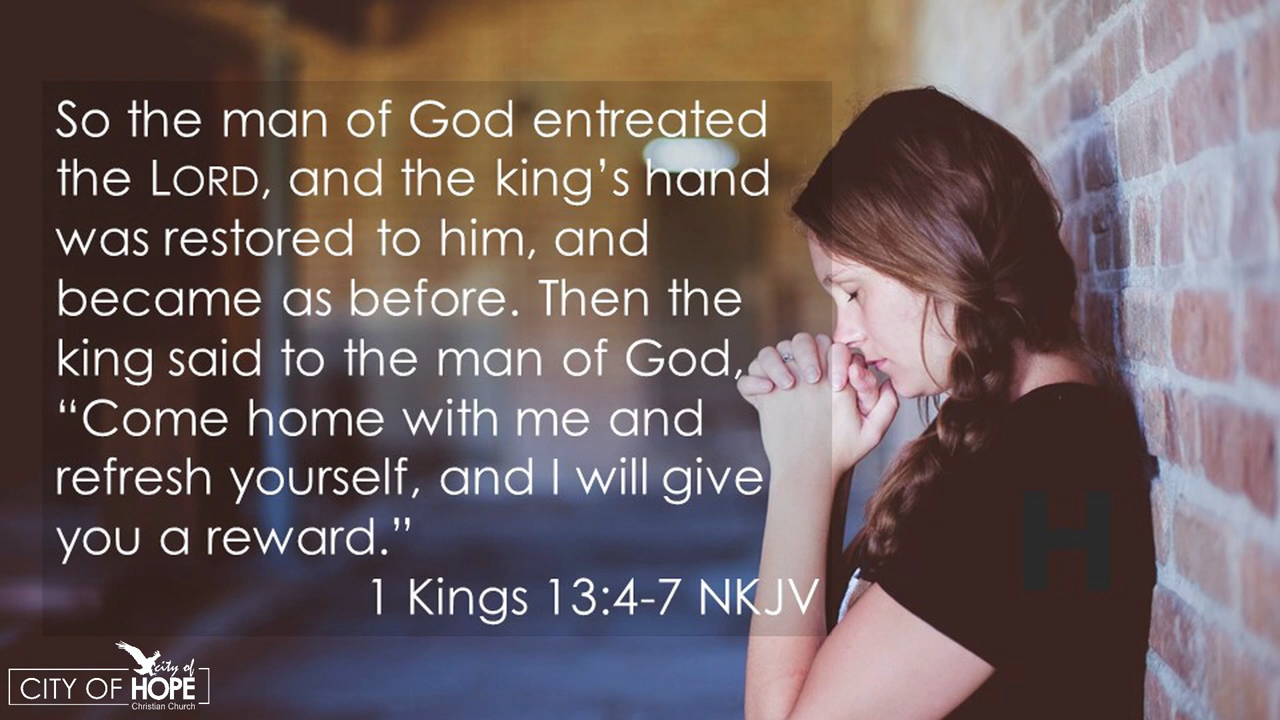 So the man of God entreated
the LORD, and the king’s hand
was restored to him, and
became as before. Then the
king said to the man of God,
“Come home with me and
refresh yourself, and I will give
you a reward.”
1 Kings 13:4-7 NKJV
H
city of
CITY OF HOPE
Christian Church